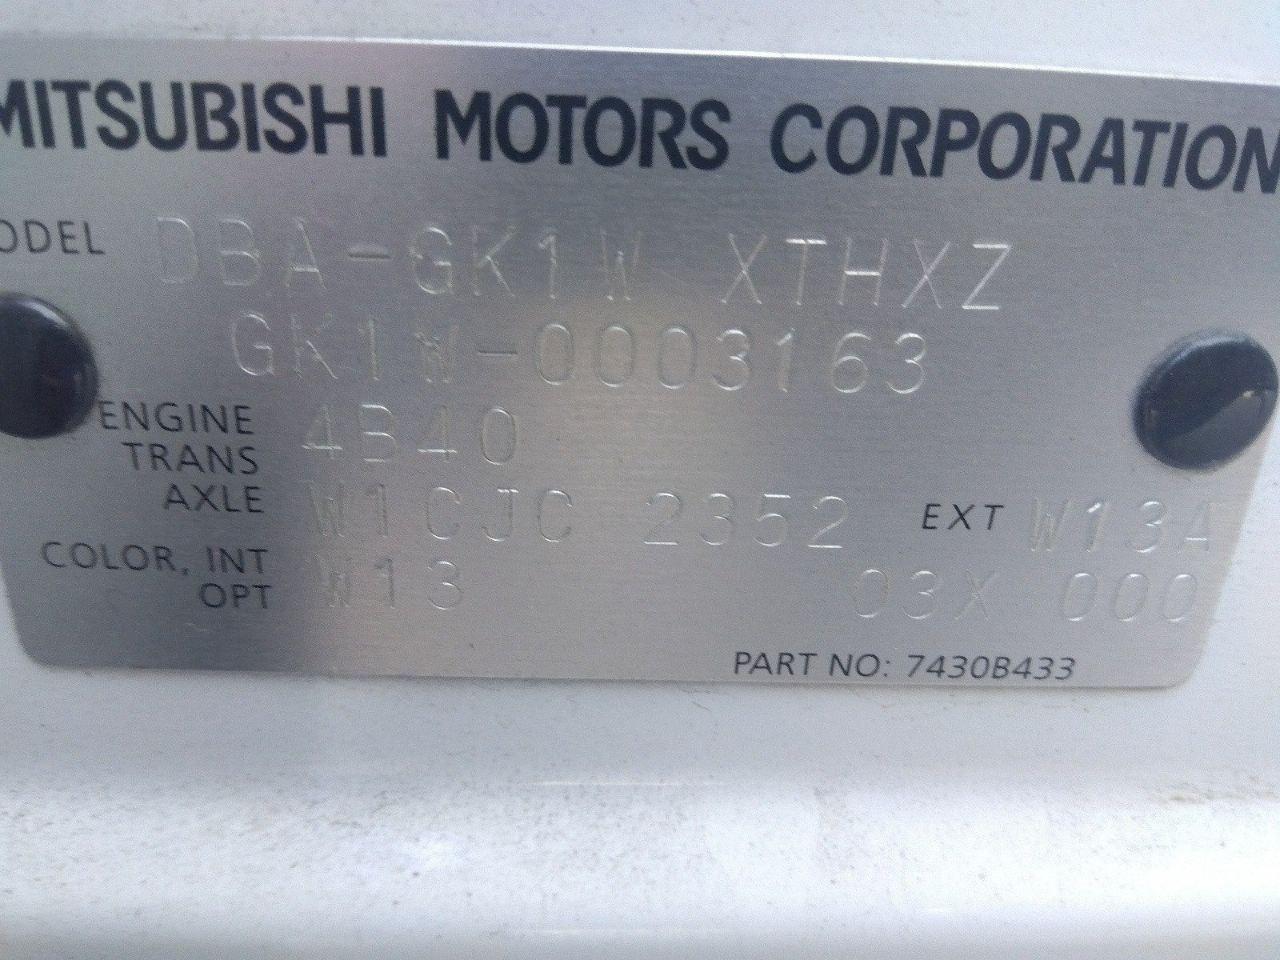 MITSUBISHI MOTORS CORPORATION
ODEL DBA-GK1W XTHXZ
GK1W-0003163
ENGINE 4B40
TRANS
AXLE W1CJC 2352 EXT W13A
COLOR, INT W13 03X 000
OPT
PART NO: 7430B433